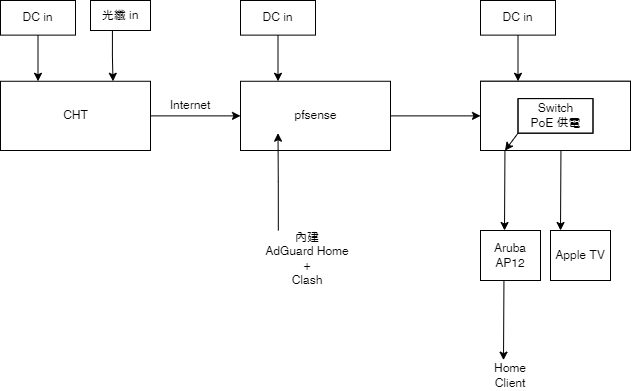 DC in
光纖 in
DC in
DC in
CHT
Internet
pfsense
Switch
PoE 供電
內建
AdGuard Home
+
Clash
Aruba
AP12
Apple TV
Home
Client